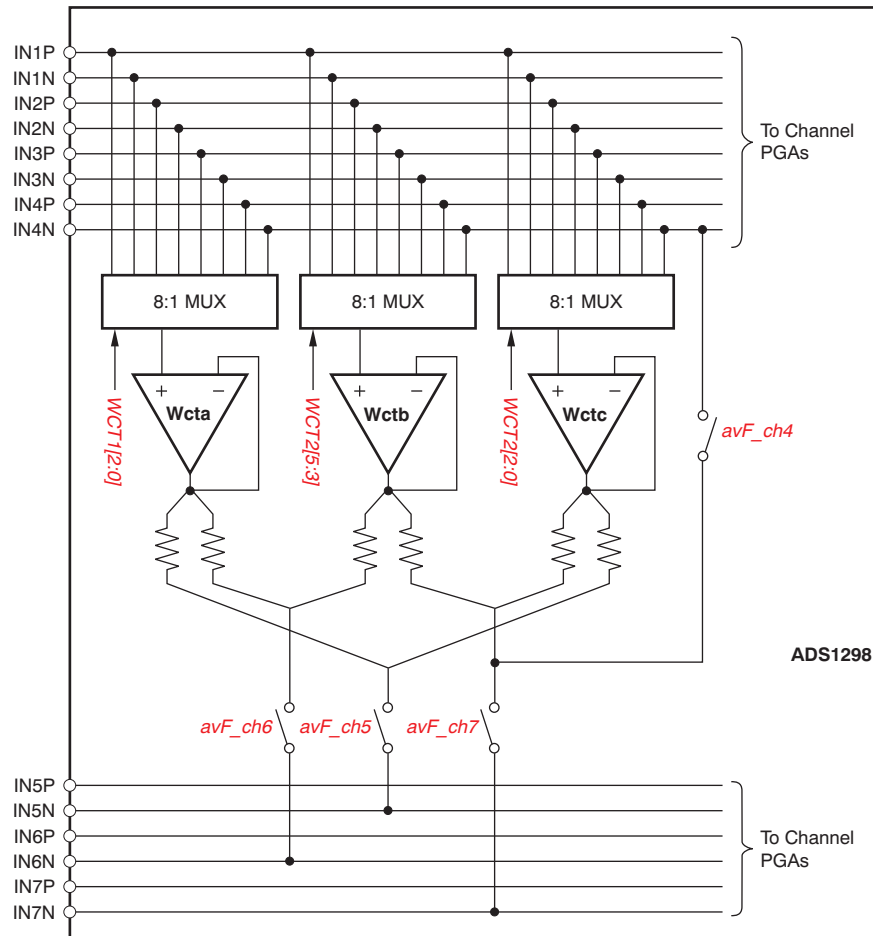 IN1P
IN1N
IN2P
IN2N
IN3P
IN3N
IN4P
IN4N
To Channel
PGAs
8:1 MUX
8:1 MUX
8:1 MUX
+ −
Wcta
WCT1[2:0]
+ −
Wctb
WCT2[5:3]
+ −
Wctc
WCT2[2:0]
avF_ch4
ADS1298
avF_ch6
avF_ch5
avF_ch7
IN5P
IN5N
IN6P
IN6N
IN7P
IN7N
To Channel
PGAs